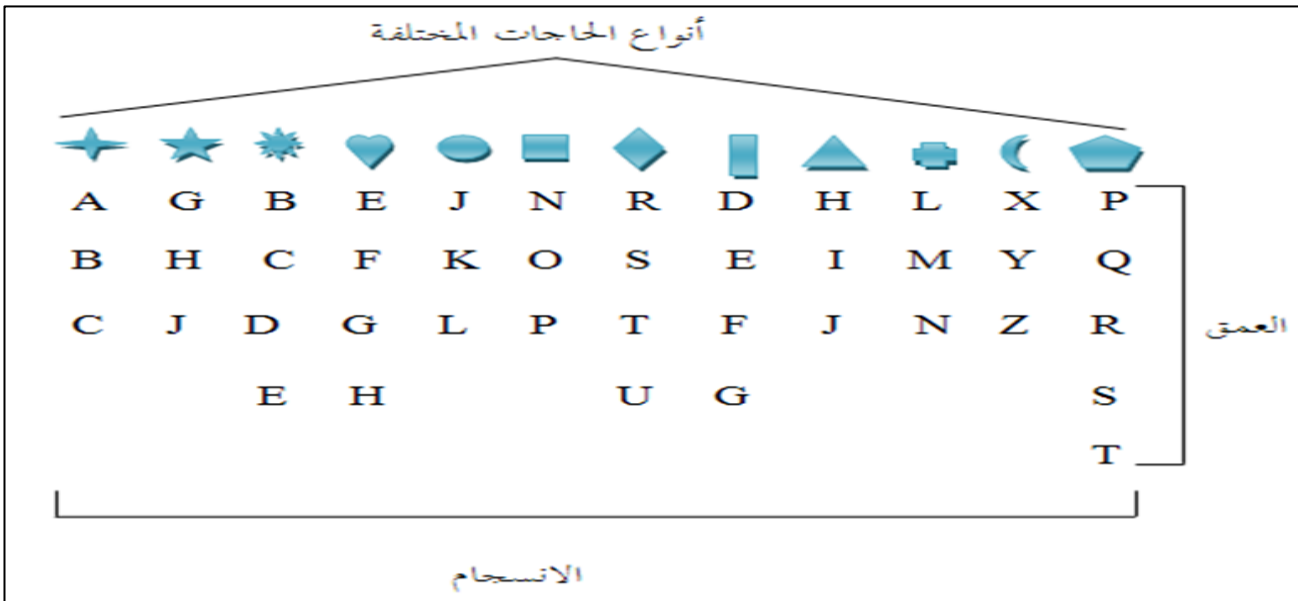 أنواع الحاجات المختلفة
A G B E J N R D H L X P
B H C F K O S E I M Y Q
C J D G L P T F J N Z R
العمق
E H U G S
T
الانسجام